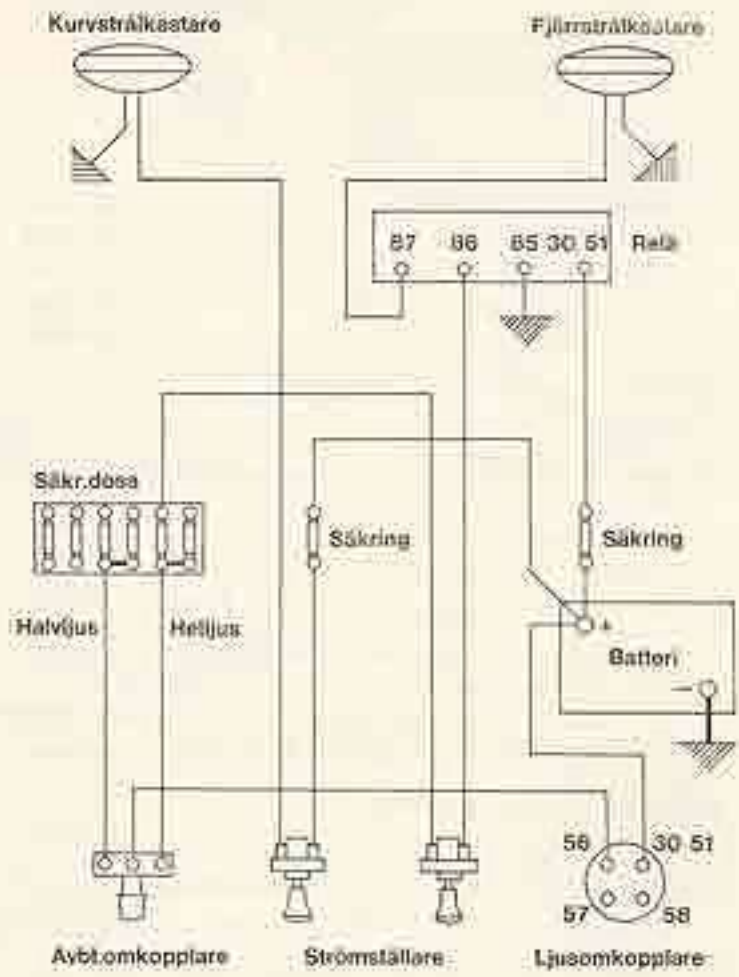 Kurvstrålkastare
Fjärrstrålkastare
87 86 85 30 51 Relä
Säkr.dosa
Säkring
Säkring
Halvljus
Helljus
+
Batteri
−
56
30 51
57
58
Avbl.omkopplare
Strömställare
Ljusomkopplare